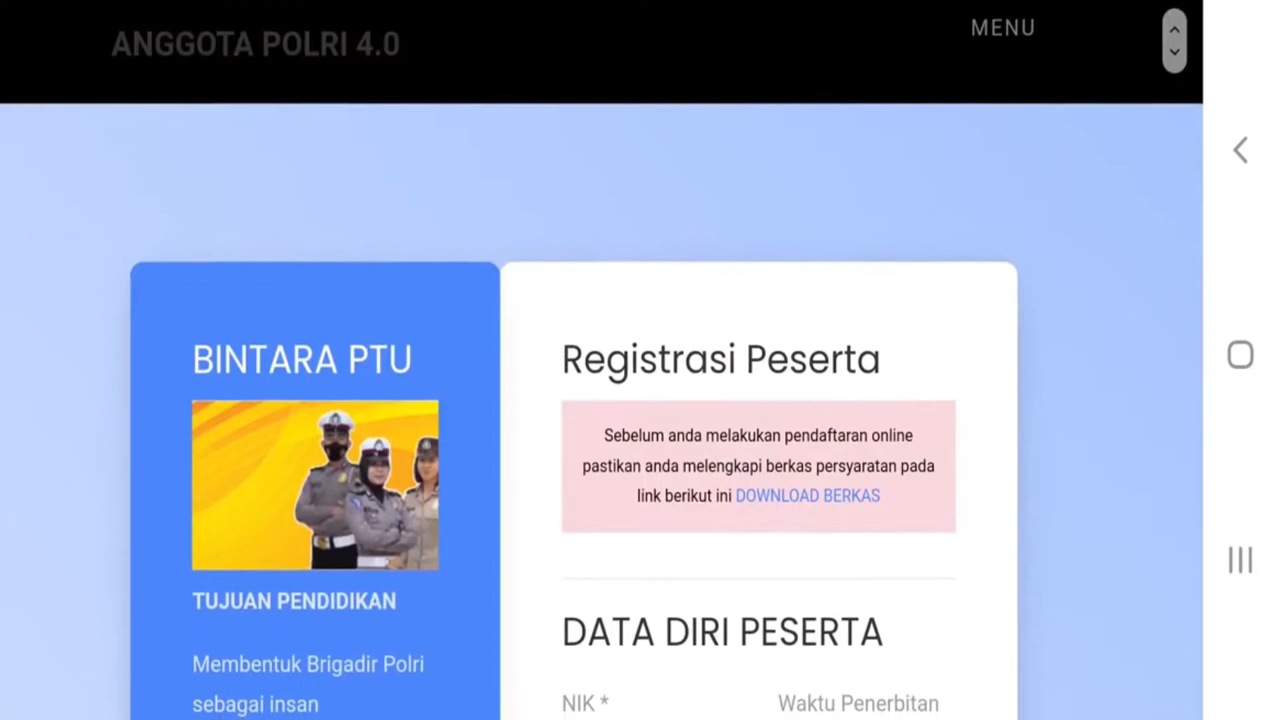 ANGGOTA POLRI 4.0
MENU
BINTARA PTU
TUJUAN PENDIDIKAN
Membentuk Brigadir Polri
sebagai insan
Registrasi Peserta
Sebelum anda melakukan pendaftaran online
pastikan anda melengkapi berkas persyaratan pada
link berikut ini DOWNLOAD BERKAS
DATA DIRI PESERTA
NIK *
Waktu Penerbitan